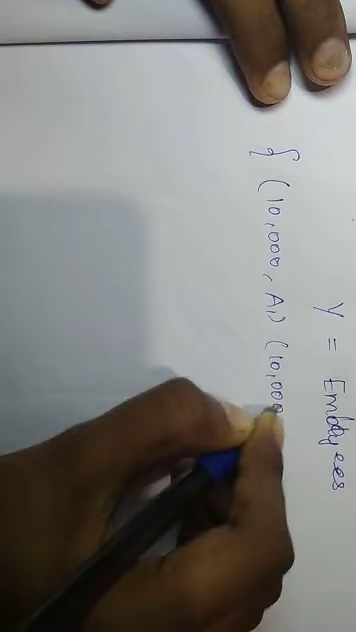 Y = Employees
{ (10,000, A1) (10,000